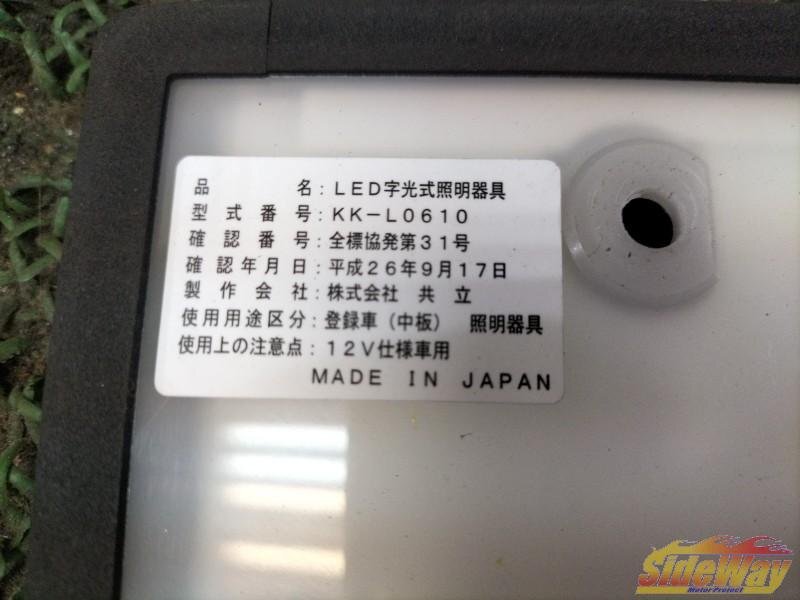 品名：LED字光式照明器具
型式番号：KK－L0610
確認番号：全標協発第31号
確認年月日：平成26年9月17日
製作会社：株式会社 共立
使用用途区分：登録車（中板） 照明器具
使用上の注意点：12V仕様車用
MADE IN JAPAN
SideWay
Motor Project